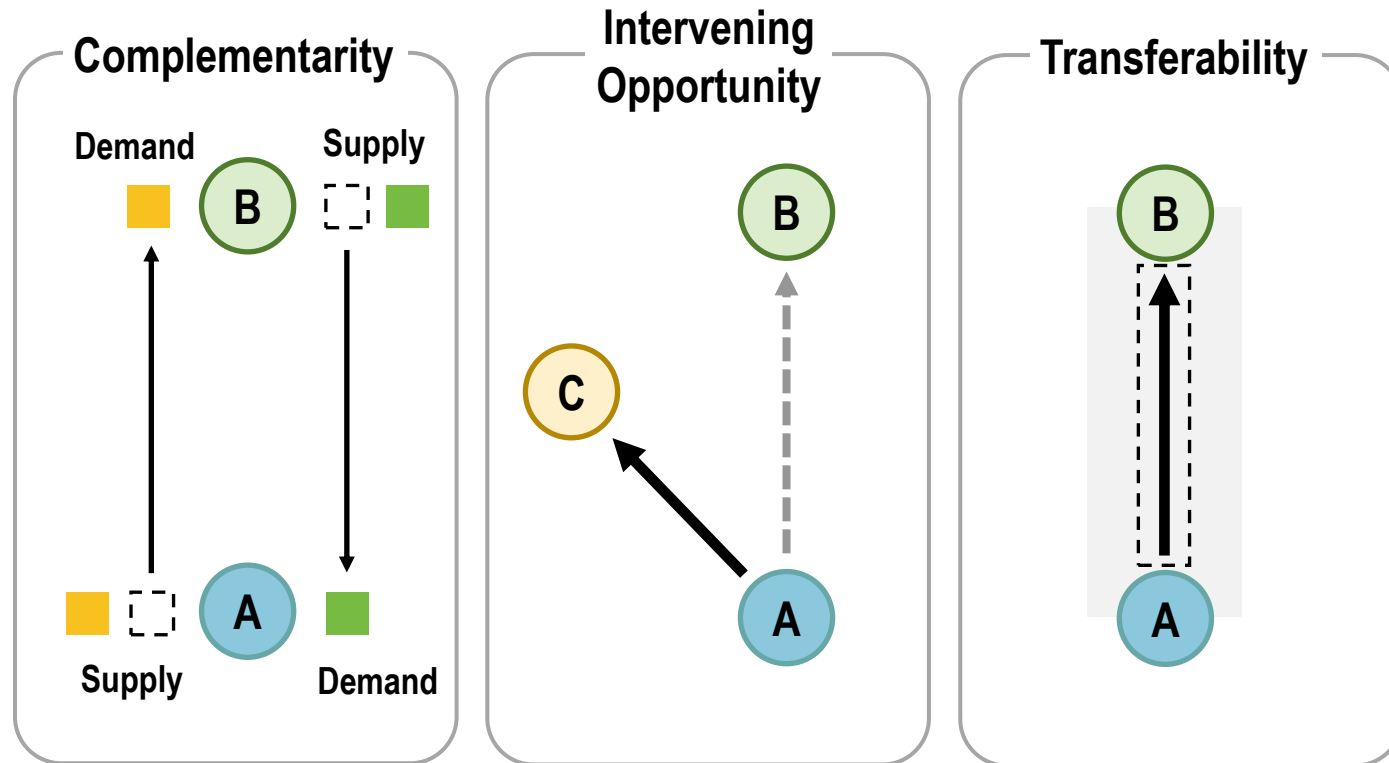 Complementarity
Demand
Supply
B
A
Supply
Demand
Intervening
Opportunity
B
C
A
Transferability
B
A